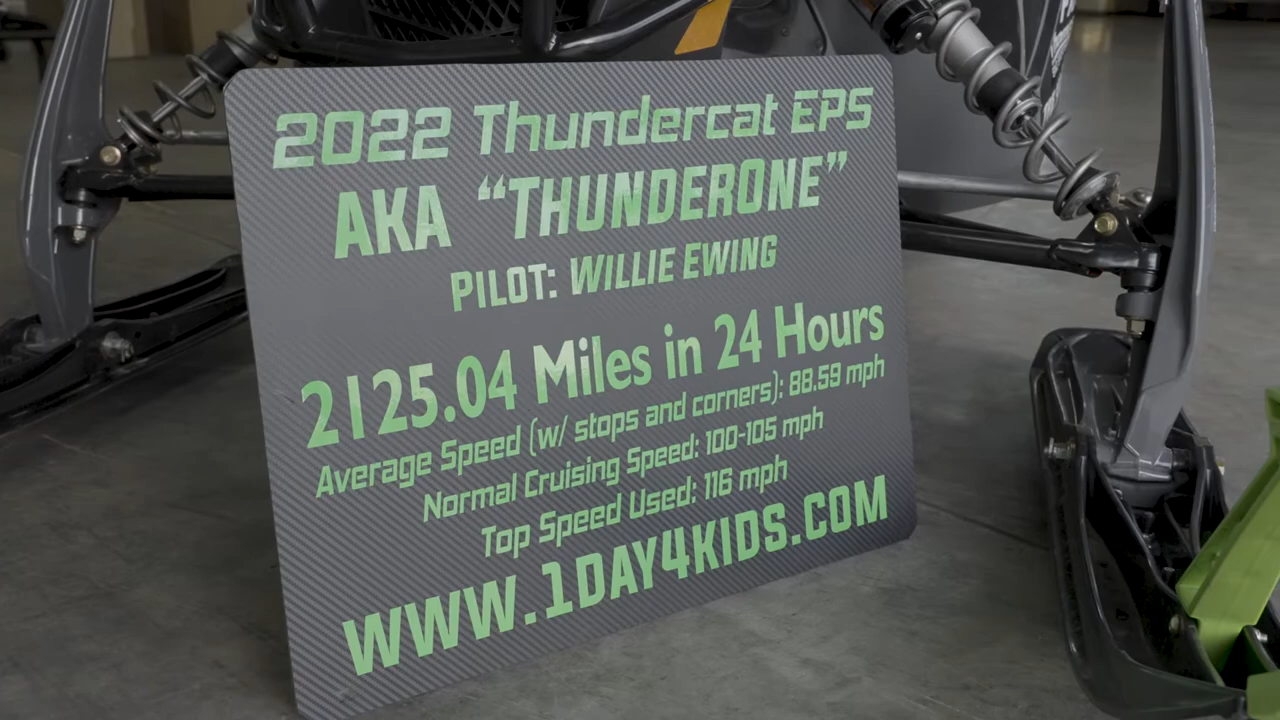 2022 Thundercat EPS
AKA “THUNDERONE”
PILOT: WILLIE EWING
2125.04 Miles in 24 Hours
Average Speed (w/ stops and corners): 88.59 mph
Normal Cruising Speed: 100-105 mph
Top Speed Used: 116 mph
WWW.1DAY4KIDS.COM